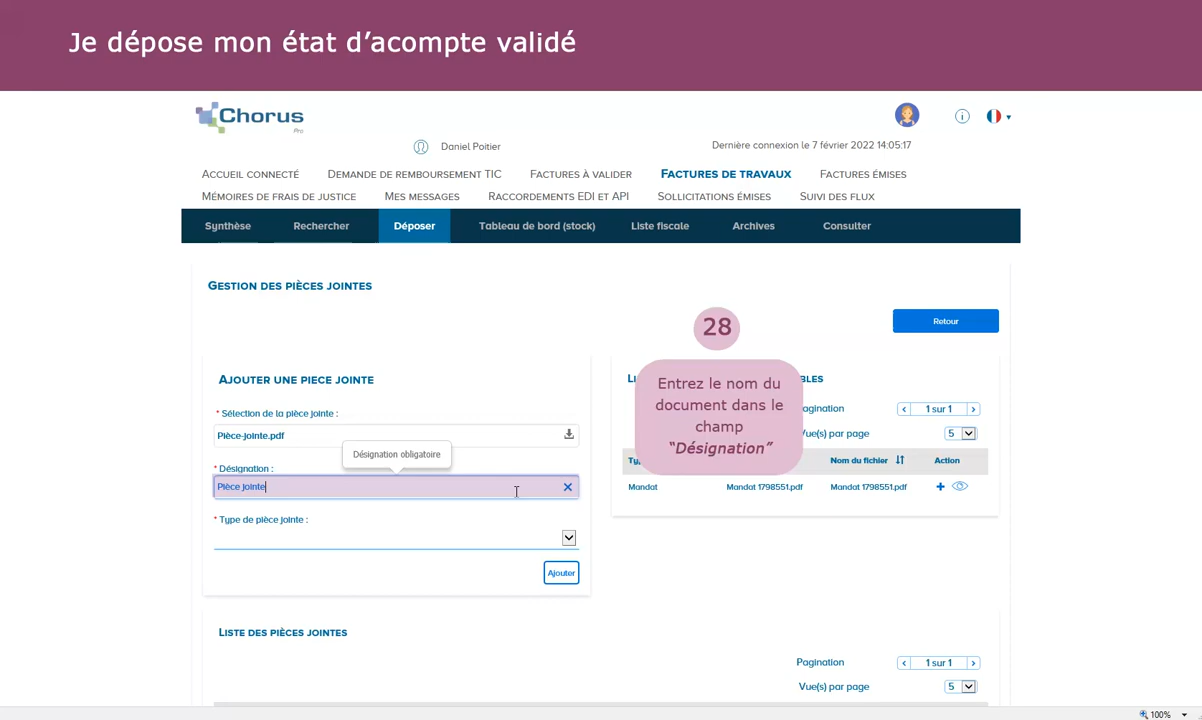 Je dépose mon état d’acompte validé
Chorus
Pro
Daniel Poitier
Dernière connexion le 7 février 2022 14:05:17
ACCUEIL CONNECTÉ DEMANDE DE REMBOURSEMENT TIC FACTURES À VALIDER FACTURES DE TRAVAUX FACTURES ÉMISES
MÉMOIRES DE FRAIS DE JUSTICE MES MESSAGES RACCORDEMENTS EDI ET API SOLLICITATIONS ÉMISES SUIVI DES FLUX
Synthèse Rechercher Déposer Tableau de bord (stock) Liste fiscale Archives Consulter
GESTION DES PIÈCES JOINTES
Retour
28
Entrez le nom du
document dans le
champ
“Désignation”
AJOUTER UNE PIECE JOINTE
* Sélection de la pièce jointe :
Pièce-jointe.pdf
Désignation obligatoire
* Désignation :
Pièce jointe
* Type de pièce jointe :
Ajouter
Pagination 1 sur 1
Vue(s) par page 5
Nom du fichier Action
Mandat Mandat 1798551.pdf Mandat 1798551.pdf
LISTE DES PIÈCES JOINTES
Pagination 1 sur 1
Vue(s) par page 5
100%